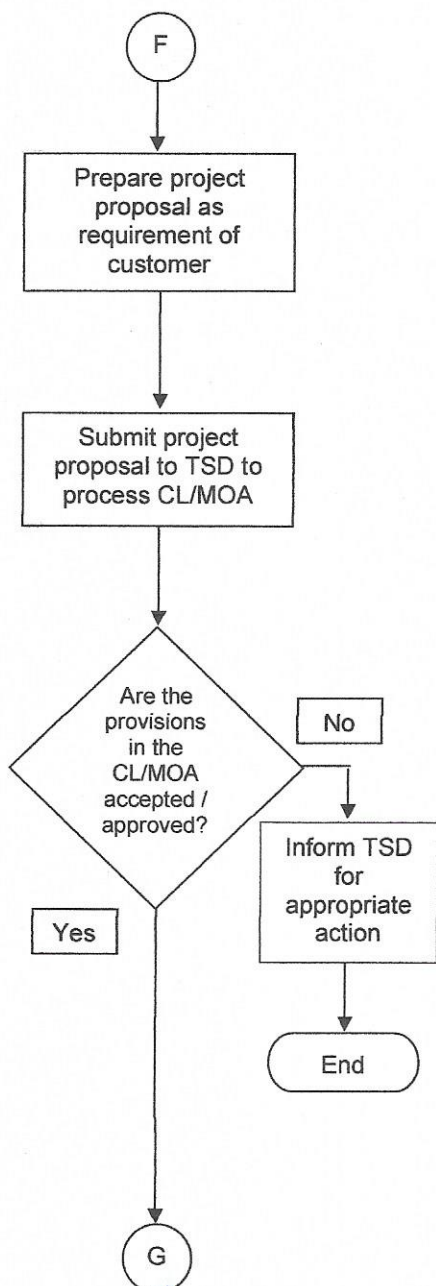 F
Prepare project
proposal as
requirement of
customer
Submit project
proposal to TSD to
process CL/MOA
Are the
provisions
in the
CL/MOA
accepted /
approved?
No
Inform TSD
for
appropriate
action
Yes
End
G